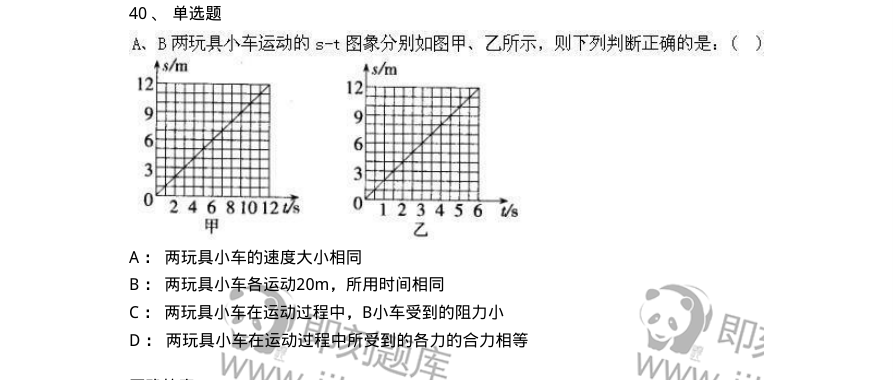 40 、 单选题
A、B两玩具小车运动的 s-t 图象分别如图甲、乙所示，则下列判断正确的是：（ ）
s/m
12
9
6
3
0
2 4 6 8 10 12 t/s
甲
s/m
12
9
6
3
0
1 2 3 4 5 6 t/s
乙
A ： 两玩具小车的速度大小相同
B ： 两玩具小车各运动20m，所用时间相同
C ： 两玩具小车在运动过程中，B小车受到的阻力小
D ： 两玩具小车在运动过程中所受到的各力的合力相等
即刻题库
即刻